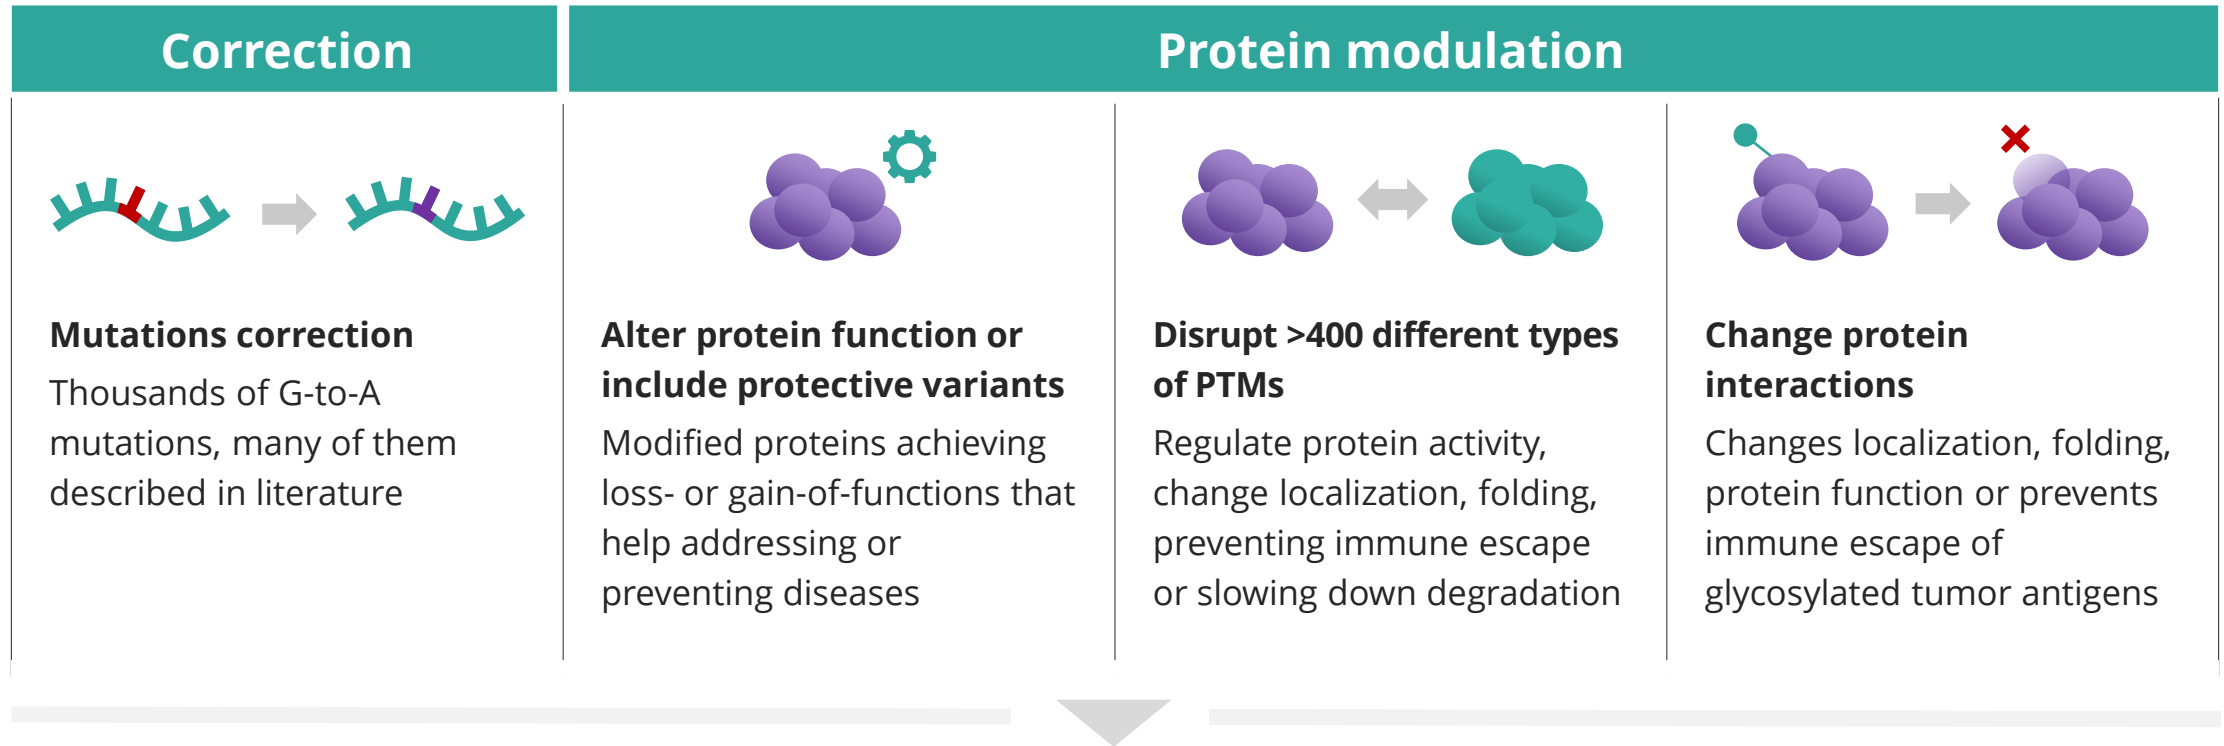 Correction
Protein modulation
Mutations correction
Thousands of G-to-A
mutations, many of them
described in literature
Alter protein function or
include protective variants
Modified proteins achieving
loss- or gain-of-functions that
help addressing or
preventing diseases
Disrupt >400 different types
of PTMs
Regulate protein activity,
change localization, folding,
preventing immune escape
or slowing down degradation
Change protein
interactions
Changes localization, folding,
protein function or prevents
immune escape of
glycosylated tumor antigens